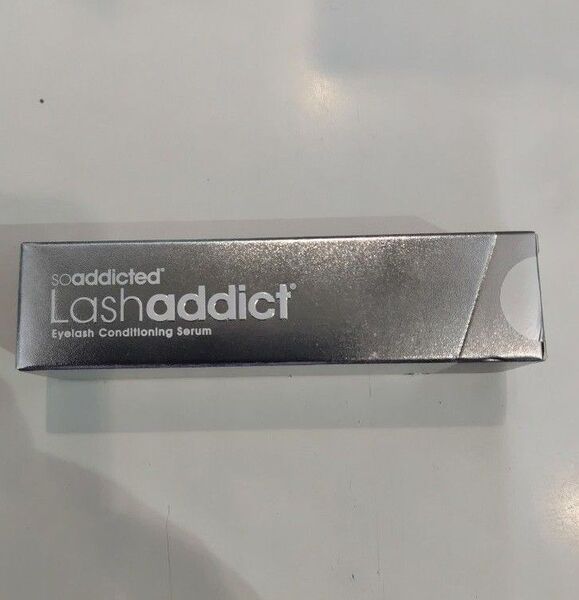 soaddicted®
Lashaddict®
Eyelash Conditioning Serum